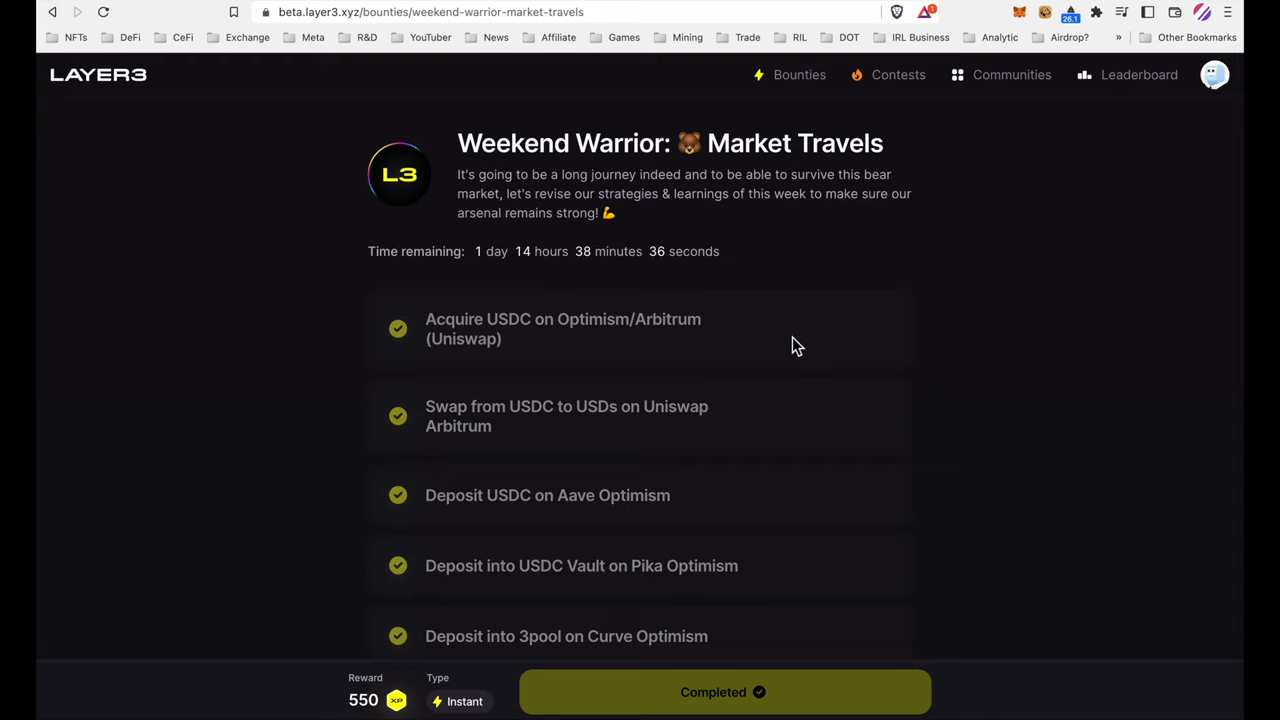 beta.layer3.xyz/bounties/weekend-warrior-market-travels
1
26.1
NFTs DeFi CeFi Exchange Meta R&D YouTuber News Affiliate Games Mining Trade RIL DOT IRL Business Analytic Airdrop? » Other Bookmarks
LAYER3
Bounties Contests Communities Leaderboard
L3
Weekend Warrior: 🐻 Market Travels
It's going to be a long journey indeed and to be able to survive this bear
market, let's revise our strategies & learnings of this week to make sure our
arsenal remains strong! 💪
Time remaining: 1 day 14 hours 38 minutes 36 seconds
Acquire USDC on Optimism/Arbitrum
(Uniswap)
Swap from USDC to USDs on Uniswap
Arbitrum
Deposit USDC on Aave Optimism
Deposit into USDC Vault on Pika Optimism
Deposit into 3pool on Curve Optimism
Reward Type
550 XP Instant
Completed